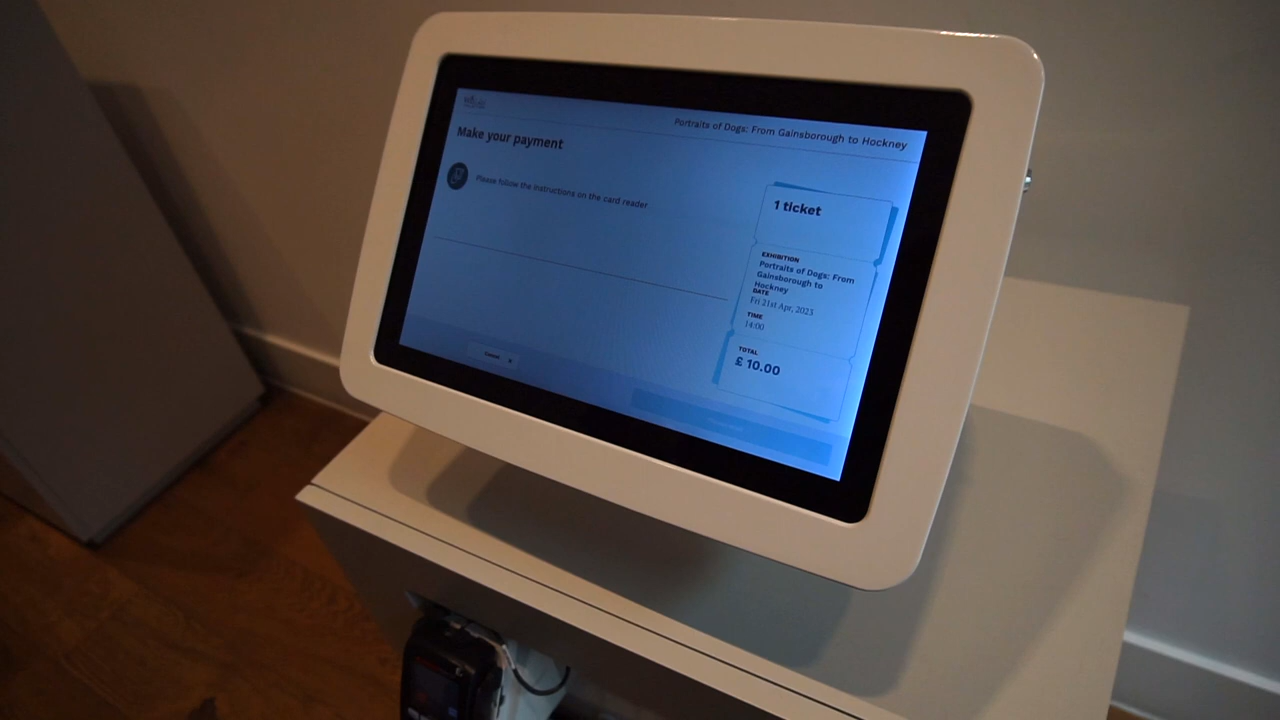 Portraits of Dogs: From Gainsborough to Hockney
Make your payment
Please follow the instructions on the card reader
1 ticket
EXHIBITION
Portraits of Dogs: From
Gainsborough to
Hockney
DATE
Fri 21st Apr, 2023
TIME
14:00
TOTAL
£ 10.00
Cancel